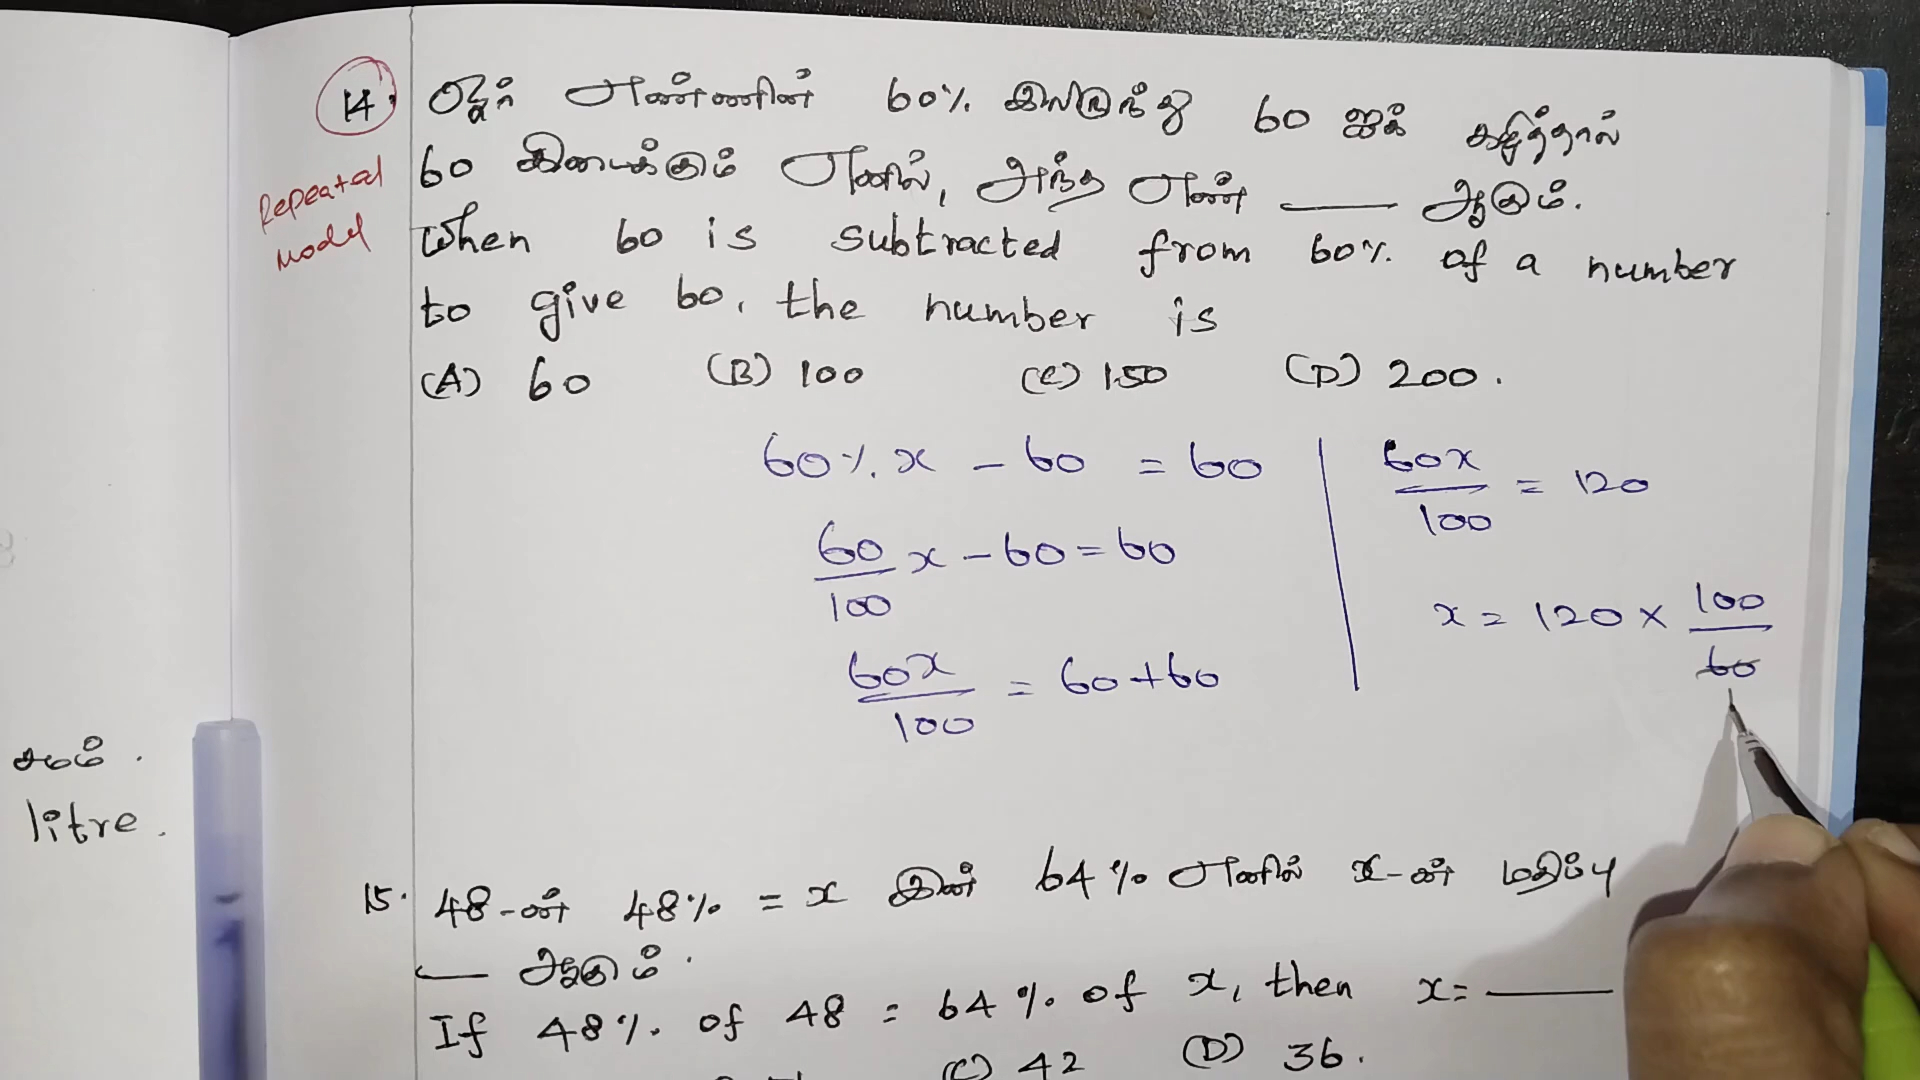 சமம்.
litre.
14. ஒரு எண்ணின் 60% இலிருந்து 60 ஐக் கழித்தால்
Repeated
Model
60 கிடைக்கும் எனில், அந்த எண் ____ ஆகும்.
When 60 is subtracted from 60% of a number
to give 60, the number is
(A) 60 (B) 100 (C) 150 (D) 200.
60% x - 60 = 60
60/100 x - 60 = 60
60x/100 = 60+60
60x/100 = 120
x = 120 × 100/60
15. 48-ன் 48% = x இன் 64% எனில் x-ன் மதிப்பு
____ ஆகும்.
If 48% of 48 = 64% of x, then x = ____
(C) 42 (D) 36.